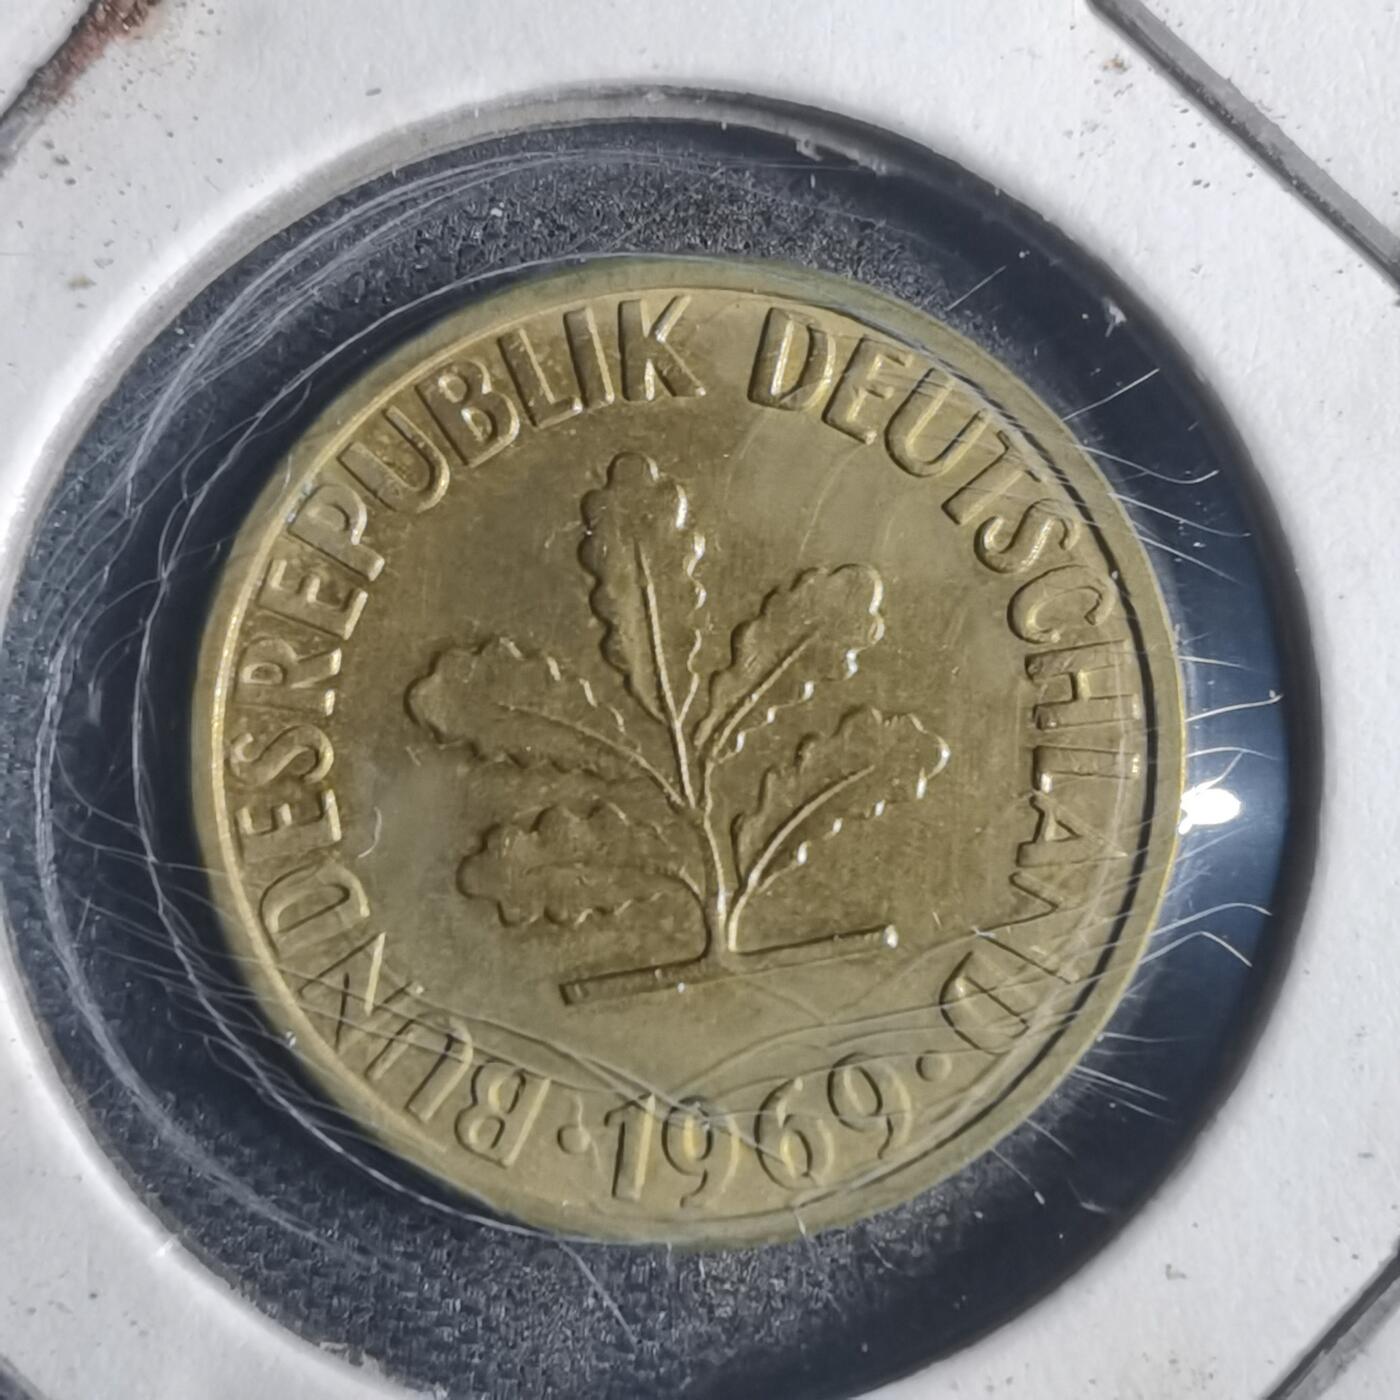 BUNDESREPUBLIK DEUTSCHLAND
· 1969 ·